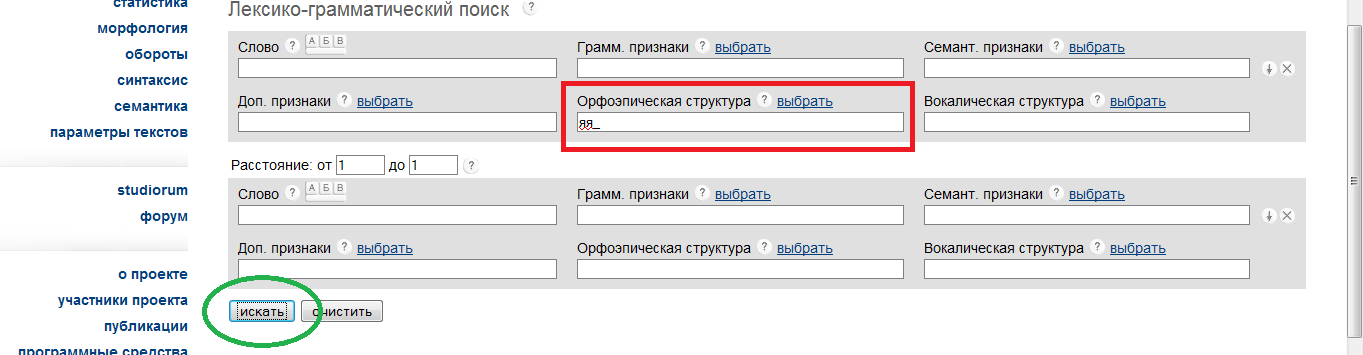 статистика
морфология
обороты
синтаксис
семантика
параметры текстов
studiorum
форум
о проекте
участники проекта
публикации
программные средства
Лексико-грамматический поиск ?
Слово ? А Б В Грамм. признаки ? выбрать Семант. признаки ? выбрать
Доп. признаки ? выбрать Орфоэпическая структура ? выбрать Вокалическая структура ? выбрать
яя_
Расстояние: от 1 до 1 ?
Слово ? А Б В Грамм. признаки ? выбрать Семант. признаки ? выбрать
Доп. признаки ? выбрать Орфоэпическая структура ? выбрать Вокалическая структура ? выбрать
искать очистить